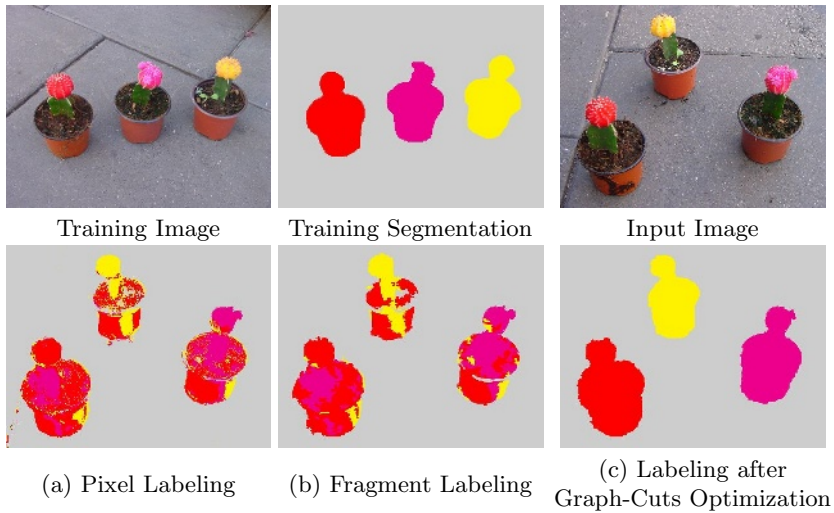 Training Image
Training Segmentation
Input Image
(a) Pixel Labeling
(b) Fragment Labeling
(c) Labeling after
Graph-Cuts Optimization